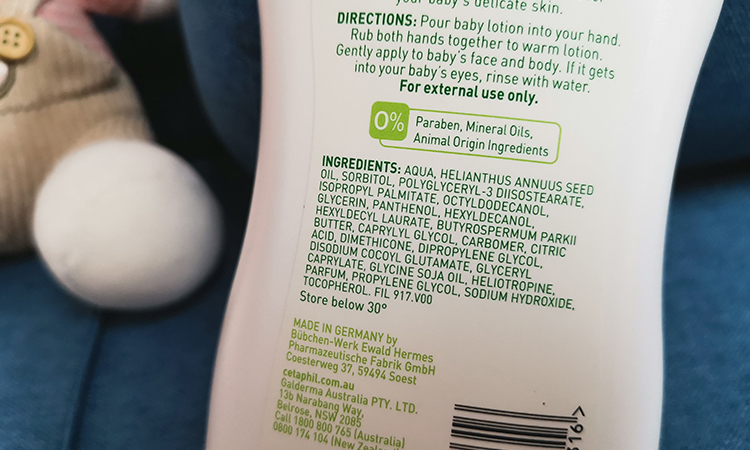 your baby's delicate skin.
DIRECTIONS: Pour baby lotion into your hand.
Rub both hands together to warm lotion.
Gently apply to baby's face and body. If it gets
into your baby's eyes, rinse with water.
For external use only.
0%
Paraben, Mineral Oils,
Animal Origin Ingredients
INGREDIENTS: AQUA, HELIANTHUS ANNUUS SEED
OIL, SORBITOL, POLYGLYCERYL-3 DIISOSTEARATE,
ISOPROPYL PALMITATE, OCTYLDODECANOL,
GLYCERIN, PANTHENOL, HEXYLDECANOL,
HEXYLDECYL LAURATE, BUTYROSPERMUM PARKII
BUTTER, CAPRYLYL GLYCOL, CARBOMER, CITRIC
ACID, DIMETHICONE, DIPROPYLENE GLYCOL,
DISODIUM COCOYL GLUTAMATE, GLYCERYL
CAPRYLATE, GLYCINE SOJA OIL, HELIOTROPINE,
PARFUM, PROPYLENE GLYCOL, SODIUM HYDROXIDE,
TOCOPHEROL. FIL 917.V00
Store below 30°
MADE IN GERMANY by
Bübchen-Werk Ewald Hermes
Pharmazeutische Fabrik GmbH
Coesterweg 37, 59494 Soest
cetaphil.com.au
Galderma Australia PTY. LTD.
13b Narabang Way,
Belrose, NSW 2085
Call 1800 800 765 (Australia)
0800 174 104 (New Zealand)